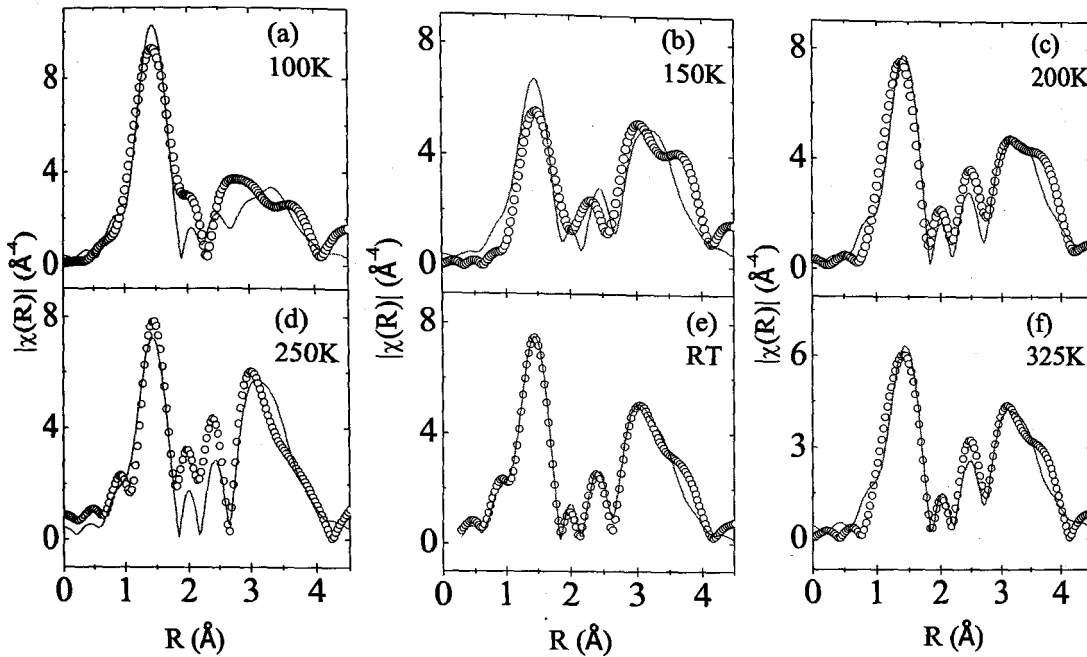 (a)
100K
(b)
150K
(c)
200K
8
4
0
8
4
0
8
4
0
|χ(R)| (Å⁻⁴)
|χ(R)| (Å⁻⁴)
|χ(R)| (Å⁻⁴)
(d)
250K
(e)
RT
(f)
325K
8
4
0
8
4
0
6
3
0
0 1 2 3 4
0 1 2 3 4
0 1 2 3 4
R (Å)
R (Å)
R (Å)